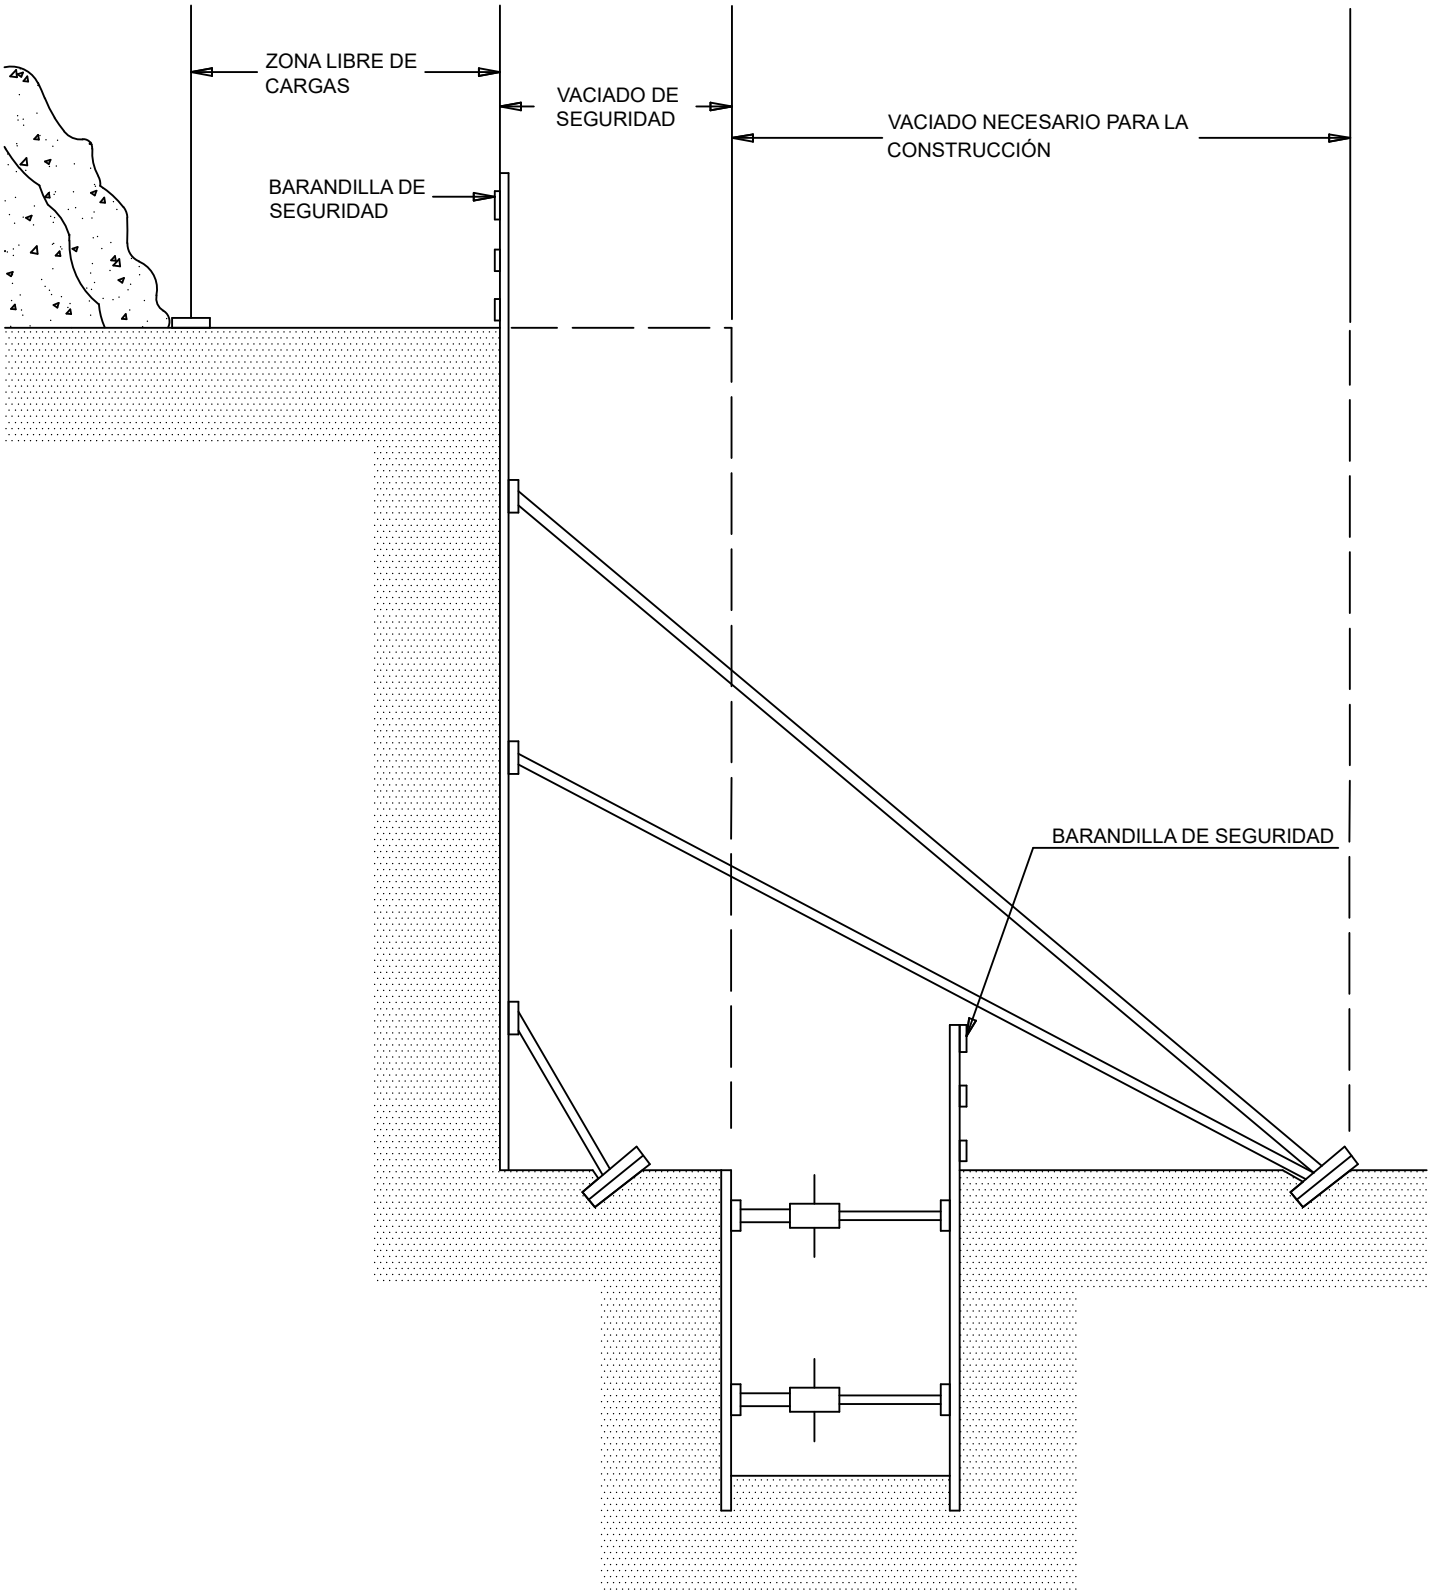 ZONA LIBRE DE
CARGAS
VACIADO DE
SEGURIDAD
VACIADO NECESARIO PARA LA
CONSTRUCCIÓN
BARANDILLA DE
SEGURIDAD
BARANDILLA DE SEGURIDAD